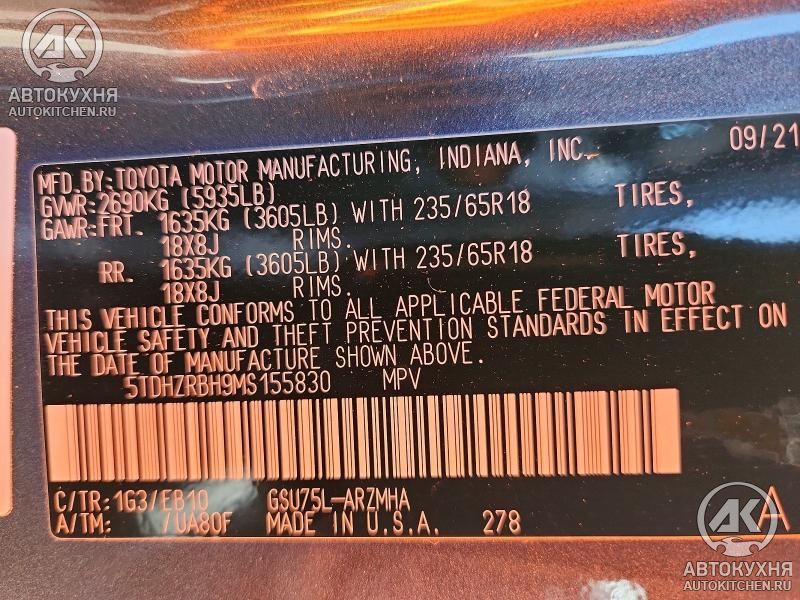 АК
АВТОКУХНЯ
AUTOKITCHEN.RU
09/21
MFD.BY:TOYOTA MOTOR MANUFACTURING, INDIANA, INC.
GVWR:2690KG (5935LB)
GAWR:FRT. 1635KG (3605LB) WITH 235/65R18 TIRES,
18X8J RIMS.
RR. 1635KG (3605LB) WITH 235/65R18 TIRES,
18X8J RIMS.
THIS VEHICLE CONFORMS TO ALL APPLICABLE FEDERAL MOTOR
VEHICLE SAFETY AND THEFT PREVENTION STANDARDS IN EFFECT ON
THE DATE OF MANUFACTURE SHOWN ABOVE.
5TDHZRBH9MS155830 MPV
C/TR:1G3/EB10 GSU75L-ARZMHA
A/TM: /UA80F MADE IN U.S.A. 278 A
АК
АВТОКУХНЯ
AUTOKITCHEN.RU